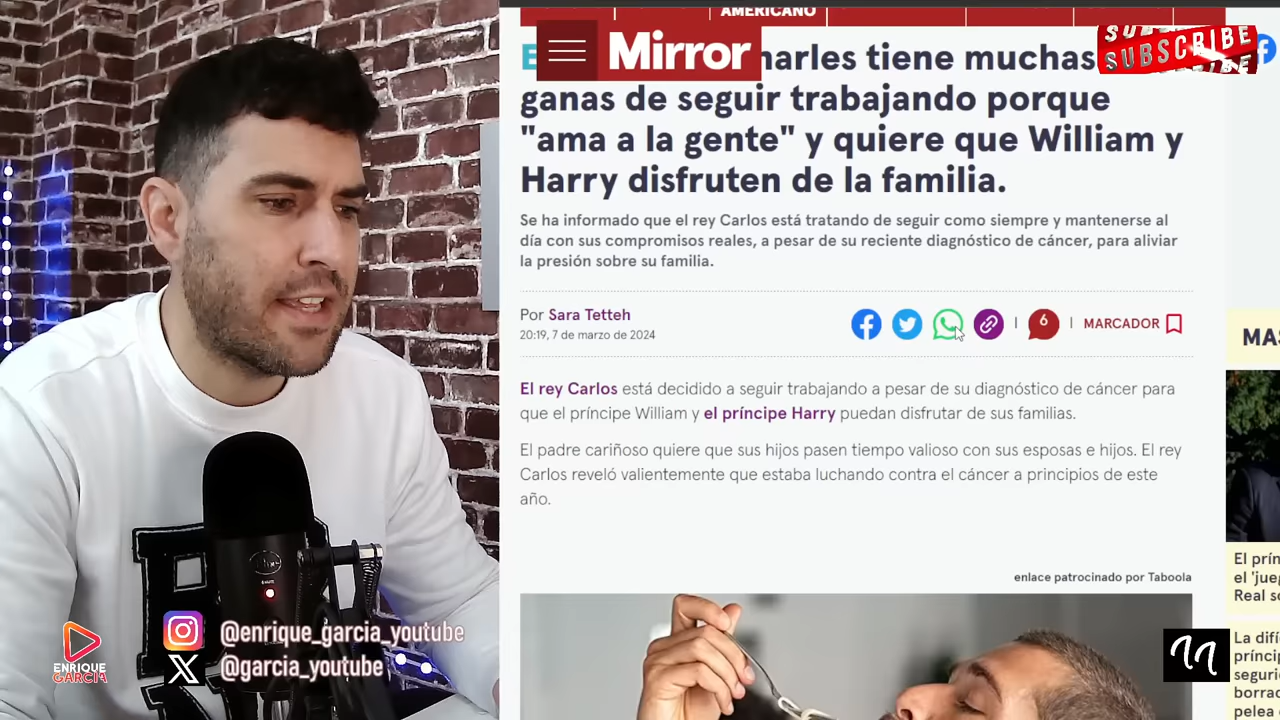 AMERICANO
Mirror
harles tiene muchas
ganas de seguir trabajando porque
"ama a la gente" y quiere que William y
Harry disfruten de la familia.
SUBSCRIBE
Se ha informado que el rey Carlos está tratando de seguir como siempre y mantenerse al
día con sus compromisos reales, a pesar de su reciente diagnóstico de cáncer, para aliviar
la presión sobre su familia.
Por Sara Tetteh
20:19, 7 de marzo de 2024
6
MARCADOR
El rey Carlos está decidido a seguir trabajando a pesar de su diagnóstico de cáncer para
que el príncipe William y el príncipe Harry puedan disfrutar de sus familias.
El padre cariñoso quiere que sus hijos pasen tiempo valioso con sus esposas e hijos. El rey
Carlos reveló valientemente que estaba luchando contra el cáncer a principios de este
año.
enlace patrocinado por Taboola
MAS
El prín
el 'jueg
Real so
La difí
príncip
seguri
borrac
pelea
@enrique_garcia_youtube
@garcia_youtube
ENRIQUE
GARCIA